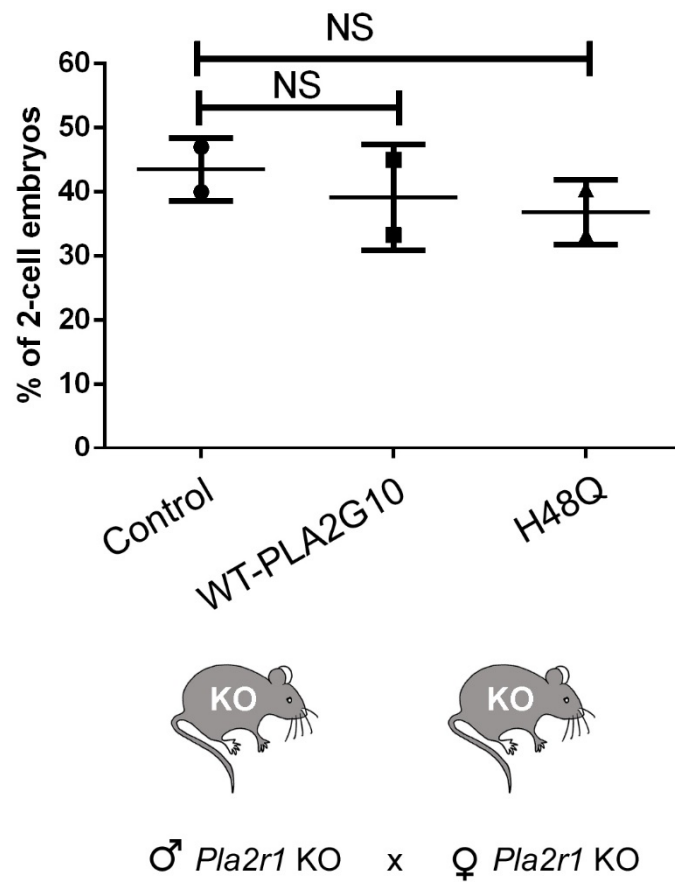 NS
NS
% of 2-cell embryos
60
50
40
30
20
10
0
Control
WT-PLA2G10
H48Q
KO
KO
♂ Pla2r1 KO x ♀ Pla2r1 KO